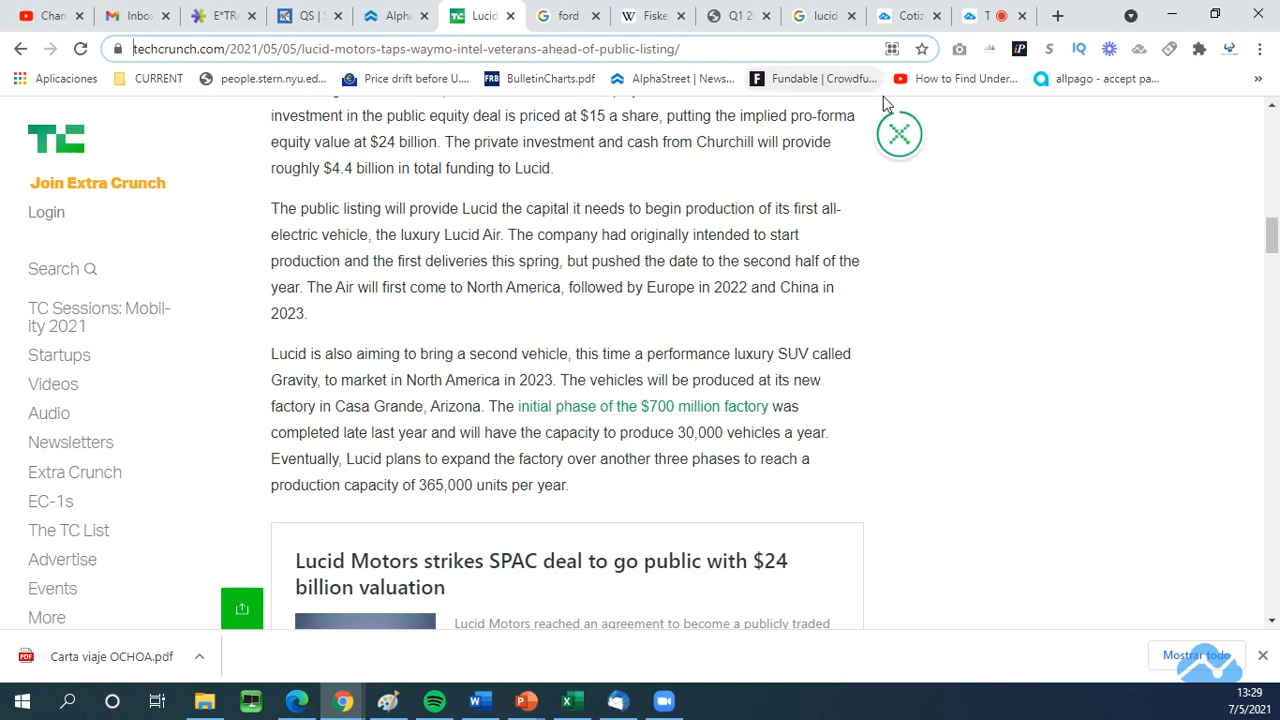 Chan
Inbox
E*TRA
QS |
Alpha
Lucid
ford
Fiske
Q1 2
lucid
Cotiz
T
techcrunch.com/2021/05/05/lucid-motors-taps-waymo-intel-veterans-ahead-of-public-listing/
Aplicaciones
CURRENT
people.stern.nyu.ed...
Price drift before U...
FRB
BulletinCharts.pdf
AlphaStreet | News...
Fundable | Crowdfu...
How to Find Under...
allpago - accept pa...
»
TC
Join Extra Crunch
Login
Search
TC Sessions: Mobil-
ity 2021
Startups
Videos
Audio
Newsletters
Extra Crunch
EC-1s
The TC List
Advertise
Events
More
investment in the public equity deal is priced at $15 a share, putting the implied pro-forma
equity value at $24 billion. The private investment and cash from Churchill will provide
roughly $4.4 billion in total funding to Lucid.
The public listing will provide Lucid the capital it needs to begin production of its first all-
electric vehicle, the luxury Lucid Air. The company had originally intended to start
production and the first deliveries this spring, but pushed the date to the second half of the
year. The Air will first come to North America, followed by Europe in 2022 and China in
2023.
Lucid is also aiming to bring a second vehicle, this time a performance luxury SUV called
Gravity, to market in North America in 2023. The vehicles will be produced at its new
factory in Casa Grande, Arizona. The initial phase of the $700 million factory was
completed late last year and will have the capacity to produce 30,000 vehicles a year.
Eventually, Lucid plans to expand the factory over another three phases to reach a
production capacity of 365,000 units per year.
Lucid Motors strikes SPAC deal to go public with $24
billion valuation
Lucid Motors reached an agreement to become a publicly traded
Carta viaje OCHOA.pdf
Mostrar todo
13:29
7/5/2021